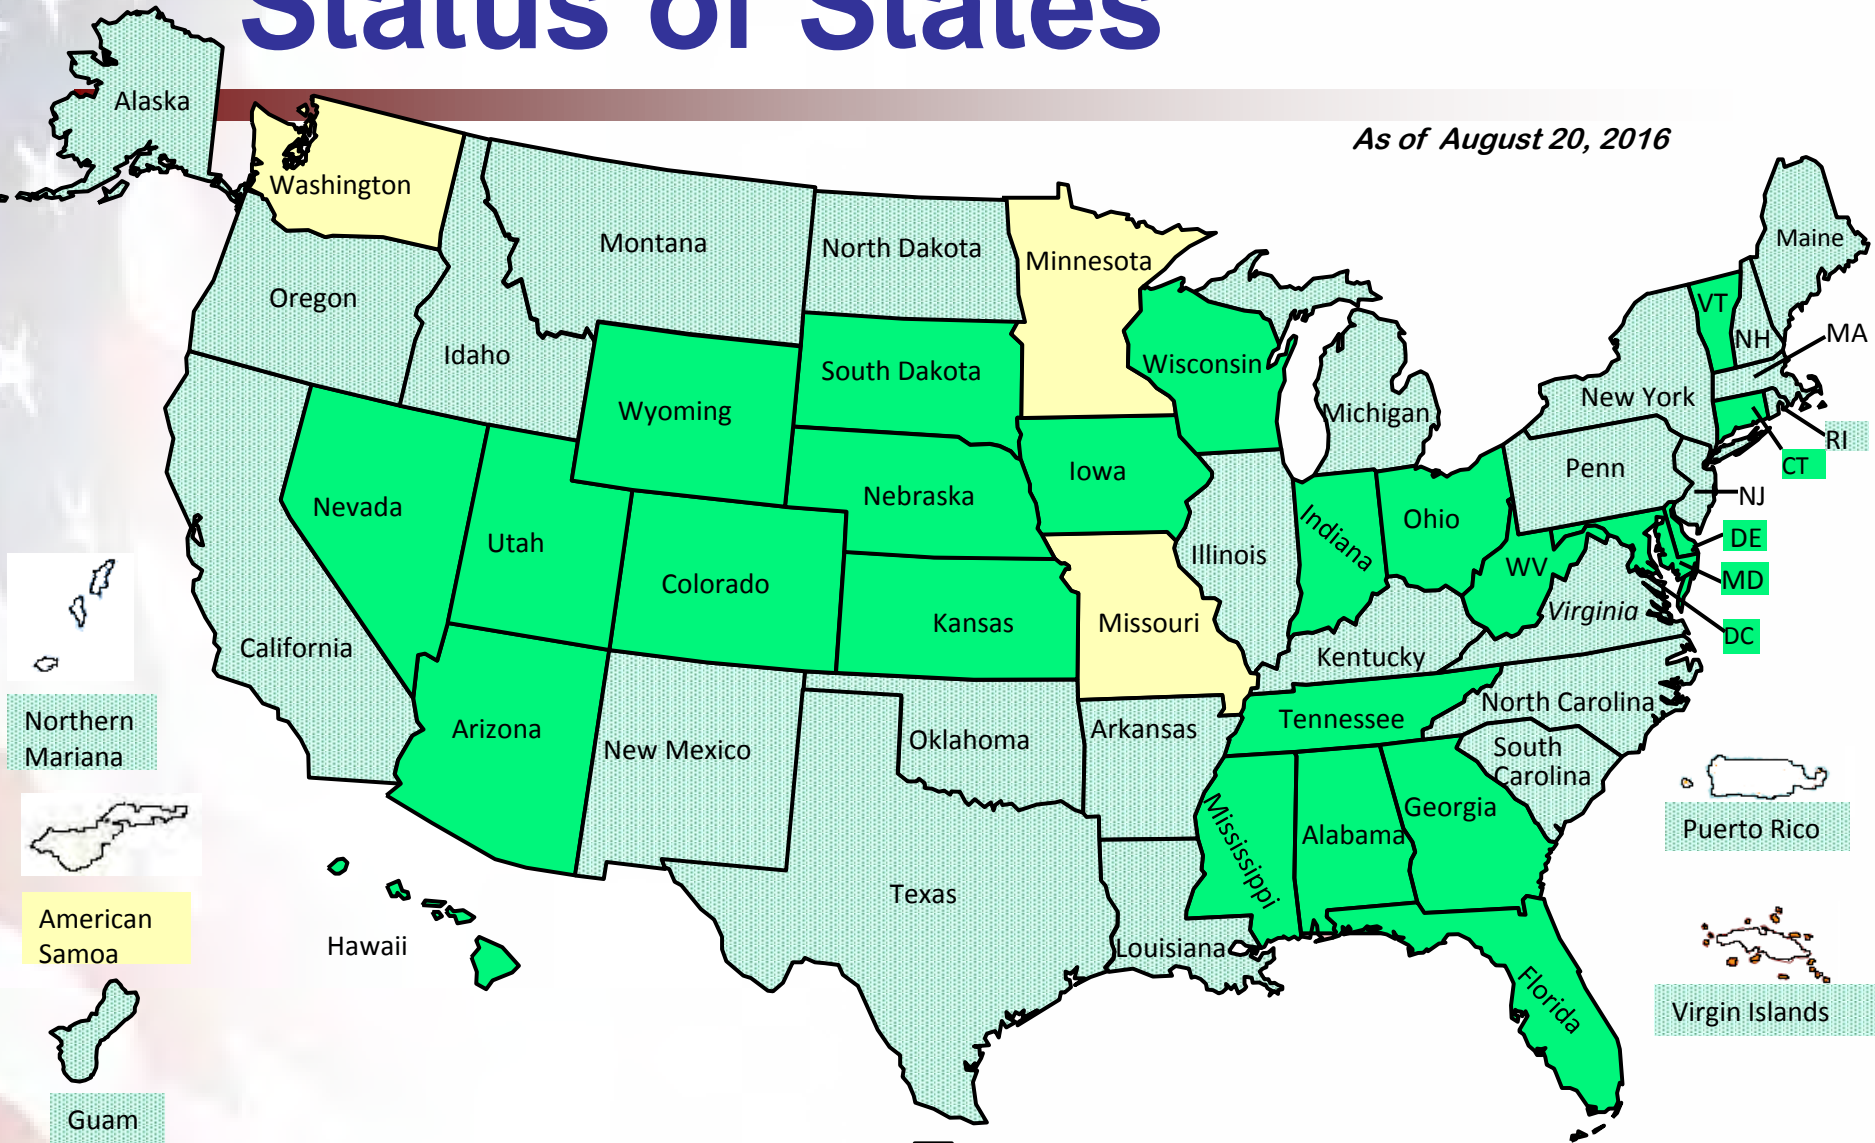 Status of States
As of August 20, 2016
Alaska
Washington
Montana
North Dakota
Minnesota
Maine
Oregon
Idaho
Wyoming
South Dakota
Wisconsin
Michigan
VT
NH
MA
New York
RI
CT
Penn
NJ
Nevada
Utah
Colorado
Nebraska
Iowa
Illinois
Indiana
Ohio
WV
Virginia
DE
MD
DC
California
Kansas
Missouri
Kentucky
Northern
Mariana
Arizona
New Mexico
Oklahoma
Arkansas
Tennessee
North Carolina
South
Carolina
Mississippi
Alabama
Georgia
Puerto Rico
American
Samoa
Hawaii
Texas
Louisiana
Florida
Virgin Islands
Guam